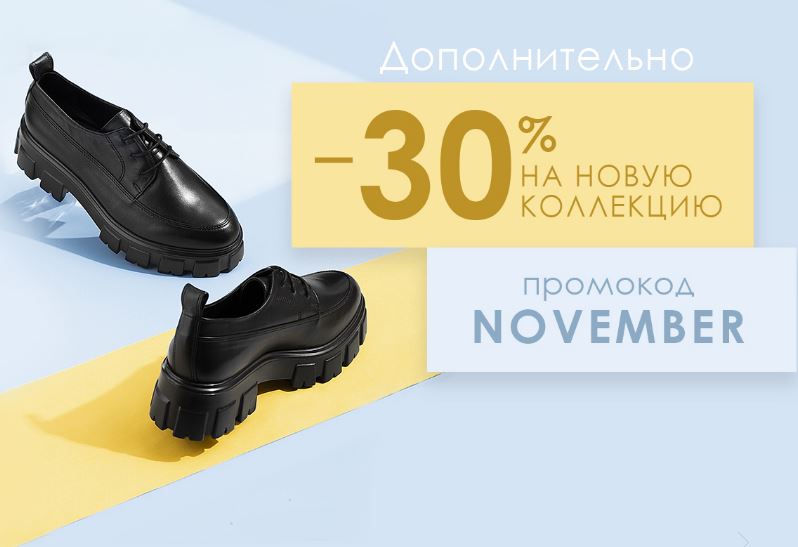 Дополнительно
-30%
НА НОВУЮ
КОЛЛЕКЦИЮ
промокод
NOVEMBER